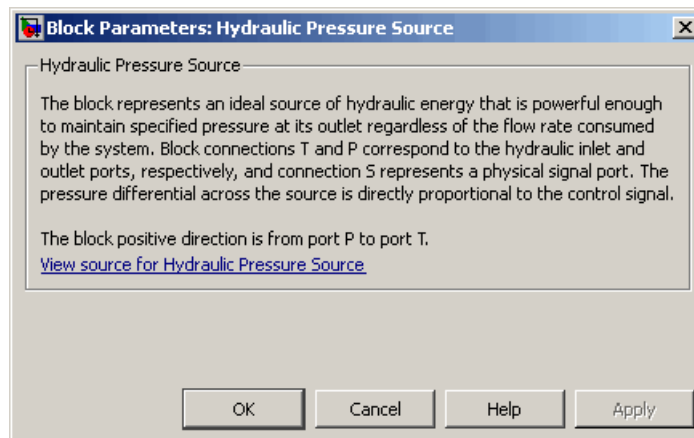 Block Parameters: Hydraulic Pressure Source
Hydraulic Pressure Source
The block represents an ideal source of hydraulic energy that is powerful enough
to maintain specified pressure at its outlet regardless of the flow rate consumed
by the system. Block connections T and P correspond to the hydraulic inlet and
outlet ports, respectively, and connection S represents a physical signal port. The
pressure differential across the source is directly proportional to the control signal.
The block positive direction is from port P to port T.
View source for Hydraulic Pressure Source
OK Cancel Help Apply